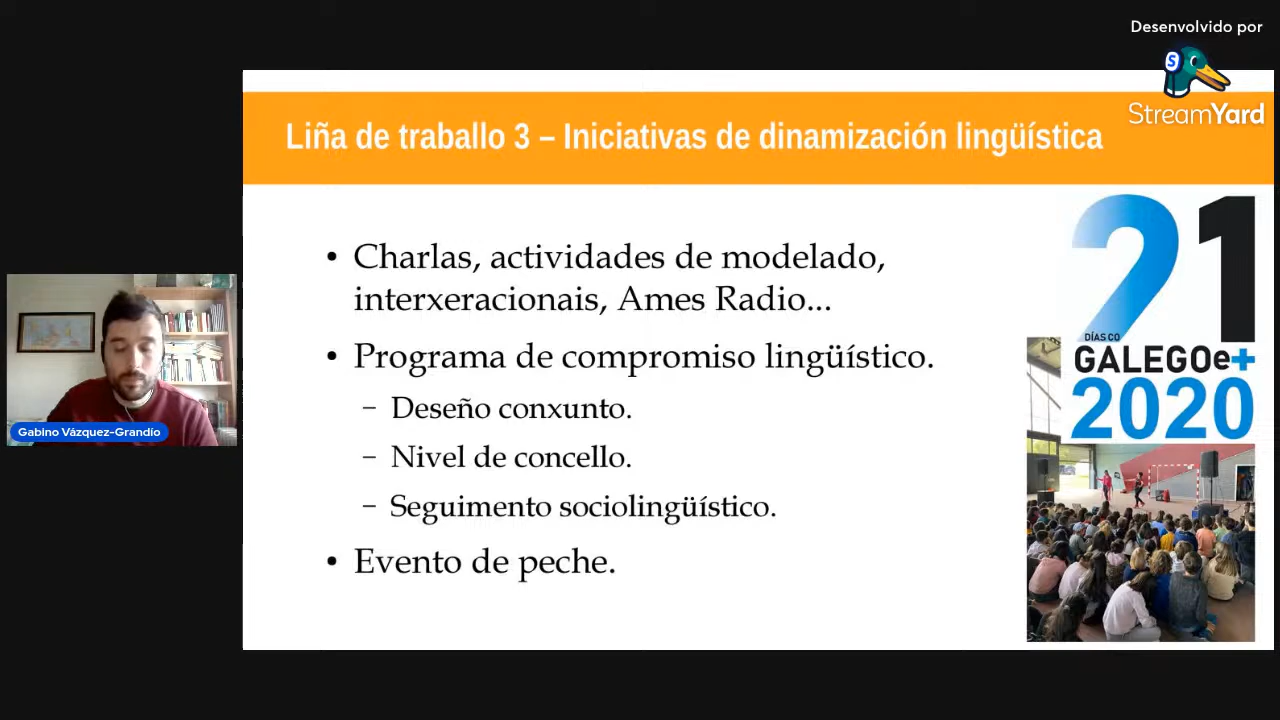 Desenvolvido por
StreamYard
Liña de traballo 3 – Iniciativas de dinamización lingüística
• Charlas, actividades de modelado,
interxeracionais, Ames Radio...
• Programa de compromiso lingüístico.
– Deseño conxunto.
– Nivel de concello.
– Seguimento sociolingüístico.
• Evento de peche.
21
DÍAS CO
GALEGOe+
2020
Gabino Vázquez-Grandío